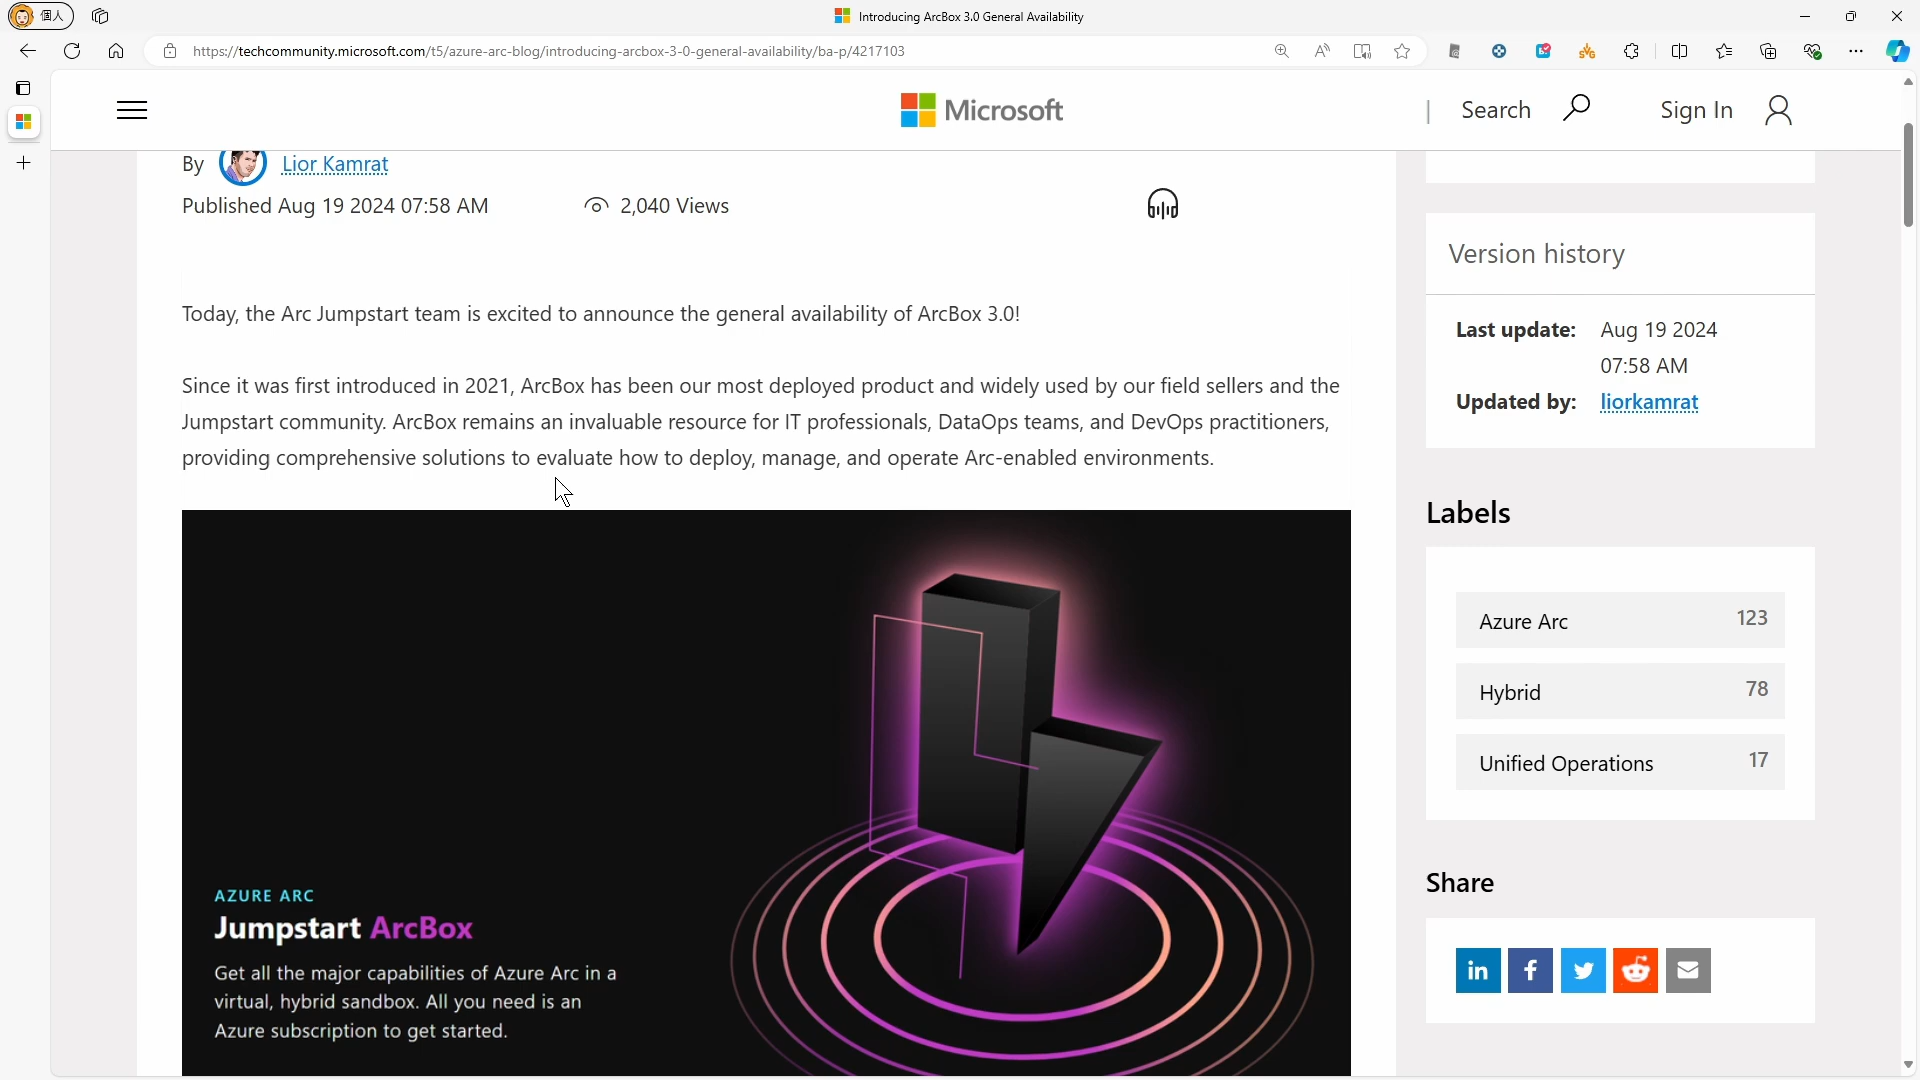 個人
Introducing ArcBox 3.0 General Availability
https://techcommunity.microsoft.com/t5/azure-arc-blog/introducing-arcbox-3-0-general-availability/ba-p/4217103
Microsoft
| Search
Sign In
By Lior Kamrat
Published Aug 19 2024 07:58 AM
2,040 Views
Today, the Arc Jumpstart team is excited to announce the general availability of ArcBox 3.0!
Since it was first introduced in 2021, ArcBox has been our most deployed product and widely used by our field sellers and the
Jumpstart community. ArcBox remains an invaluable resource for IT professionals, DataOps teams, and DevOps practitioners,
providing comprehensive solutions to evaluate how to deploy, manage, and operate Arc-enabled environments.
AZURE ARC
Jumpstart ArcBox
Get all the major capabilities of Azure Arc in a
virtual, hybrid sandbox. All you need is an
Azure subscription to get started.
Version history
Last update: Aug 19 2024
07:58 AM
Updated by: liorkamrat
Labels
Azure Arc 123
Hybrid 78
Unified Operations 17
Share